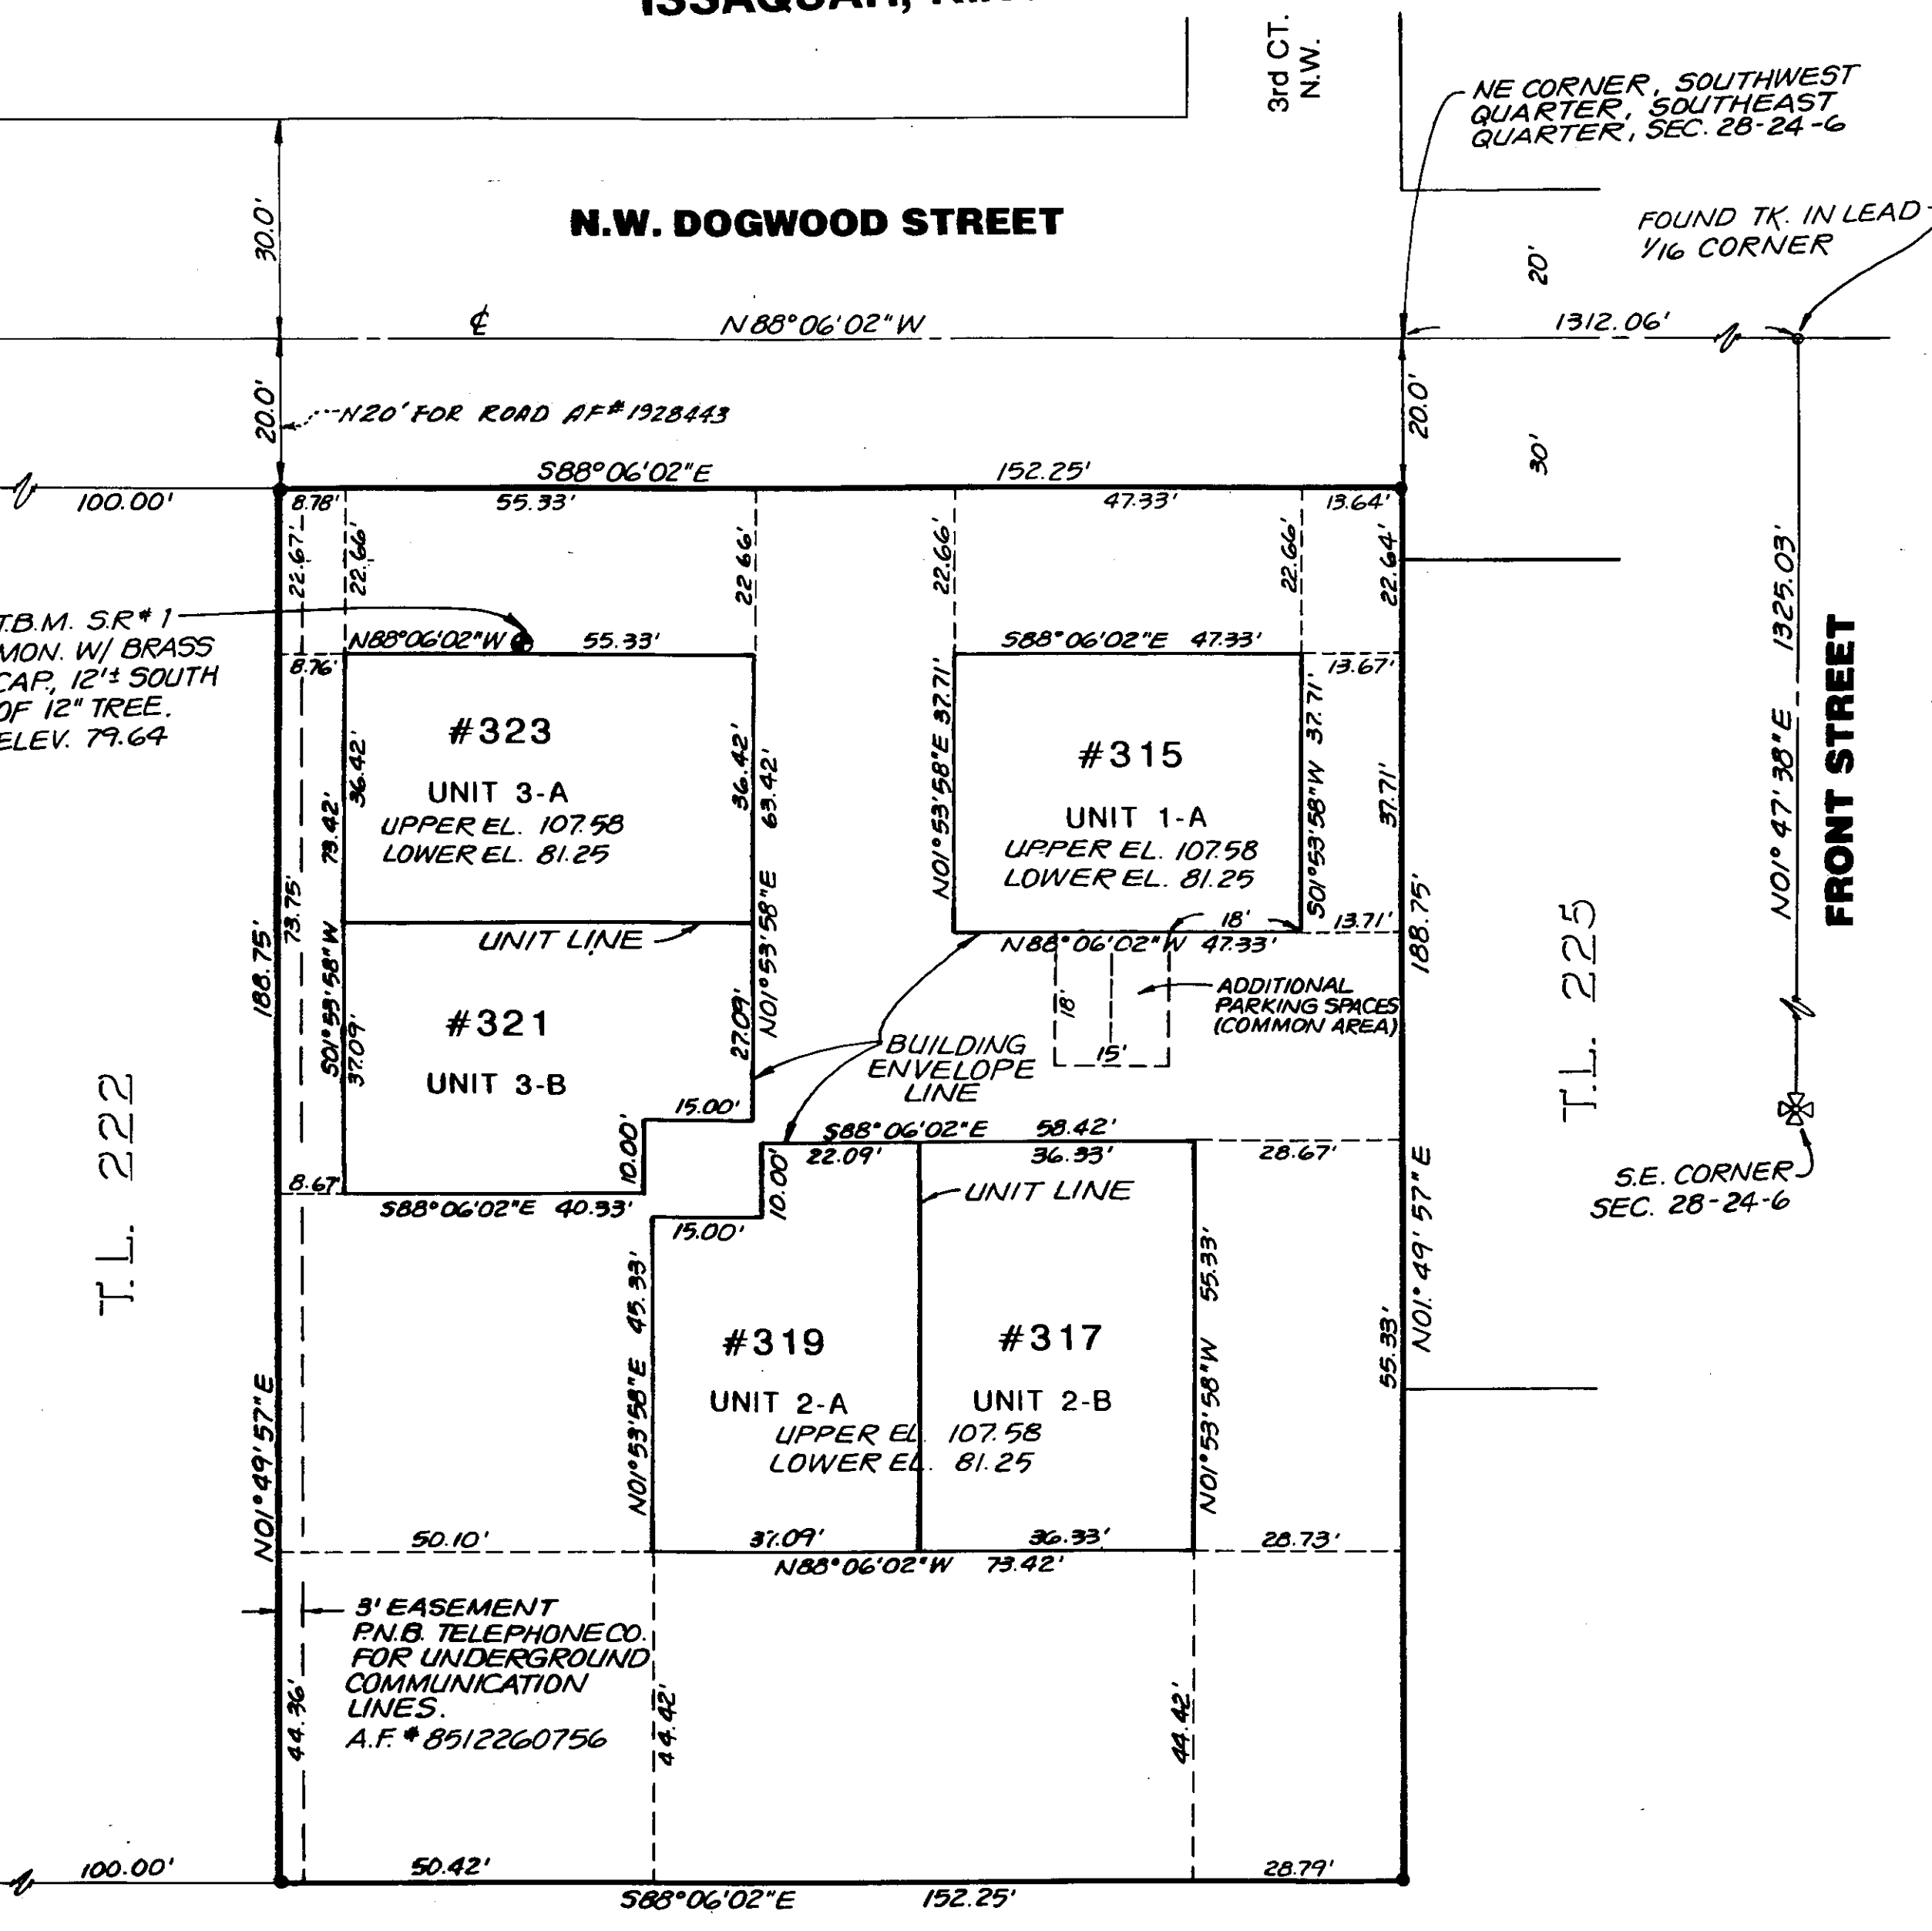 3rd CT.
N.W.
NE CORNER, SOUTHWEST
QUARTER, SOUTHEAST
QUARTER, SEC. 28-24-6
30.0'
N.W. DOGWOOD STREET
20'
FOUND TK. IN LEAD
1/16 CORNER
℄
N88°06'02"W
1312.06'
20.0'
N20' FOR ROAD AF#1928443
20.0'
30'
S88°06'02"E 152.25'
100.00'
8.78'
55.33'
47.33'
13.64'
22.67'
22.66'
22.66'
22.66'
22.66'
22.64'
T.B.M. S.R#1
MON. W/ BRASS
CAP, 12'± SOUTH
OF 12" TREE.
ELEV. 79.64
N88°06'02"W 55.33'
S88°06'02"E 47.33'
8.76'
13.67'
#323
UNIT 3-A
UPPER EL. 107.58
LOWER EL. 81.25
36.42'
36.42'
63.42'
N01°53'58"E
N01°53'58"E 37.71'
#315
UNIT 1-A
UPPER EL. 107.58
LOWER EL. 81.25
S01°53'58"W 37.71'
37.71'
N01°47'38"E 1325.03'
FRONT STREET
73.42'
S01°53'58"W
73.75'
188.75'
UNIT LINE
18'
13.71'
N88°06'02"W 47.33'
188.75'
T.L. 225
#321
UNIT 3-B
37.09'
27.09'
18'
15'
ADDITIONAL
PARKING SPACES
(COMMON AREA)
BUILDING
ENVELOPE
LINE
T.L. 222
15.00'
10.00'
8.67'
S88°06'02"E 40.33'
S88°06'02"E 58.42'
22.09'
36.33'
28.67'
10.00'
15.00'
UNIT LINE
N01°49'57"E
S.E. CORNER
SEC. 28-24-6
N01°53'58"E 45.33'
#319
UNIT 2-A
#317
UNIT 2-B
UPPER EL. 107.58
LOWER EL. 81.25
N01°53'58"W 55.33'
55.33'
N01°49'57"E
50.10'
37.09'
36.33'
28.73'
N88°06'02"W 73.42'
3' EASEMENT
P.N.B. TELEPHONE CO.
FOR UNDERGROUND
COMMUNICATION
LINES.
A.F.#8512260756
44.36'
44.42'
44.42'
100.00'
50.42'
28.79'
S88°06'02"E 152.25'